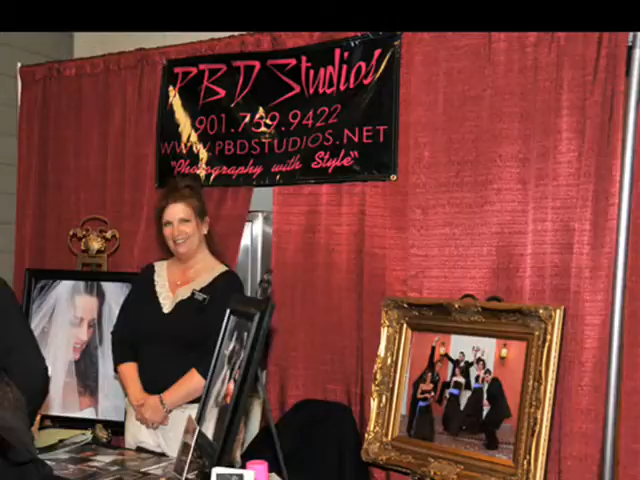 PBD Studios
901.759.9422
WWW.PBDSTUDIOS.NET
"Photography with Style"